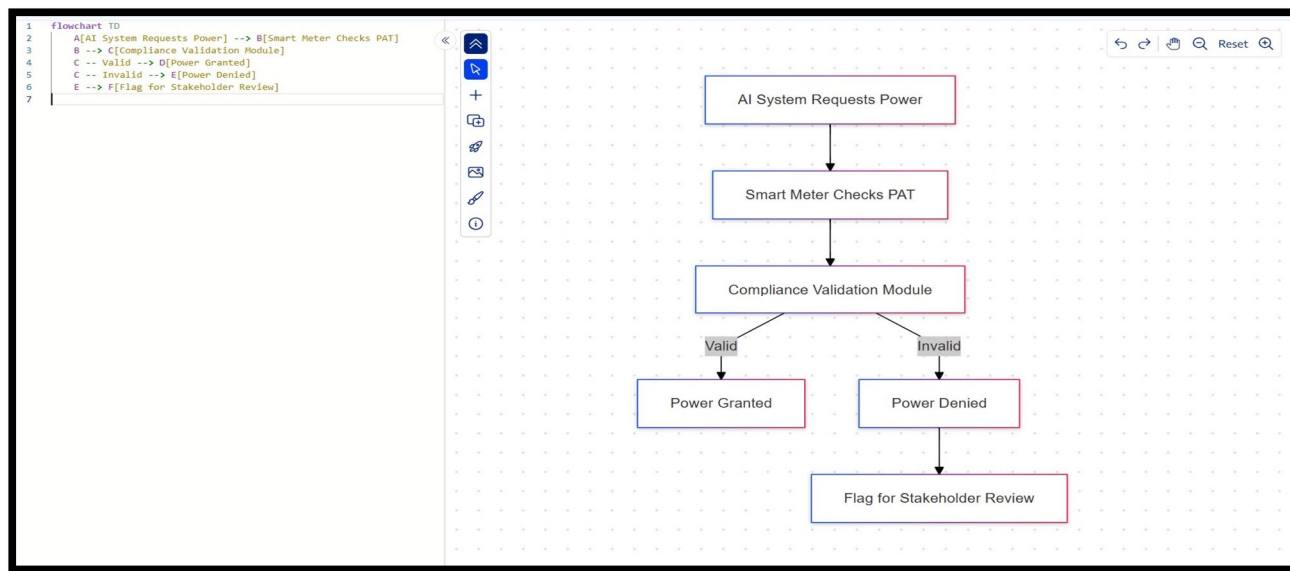 1 flowchart TD
2 A[AI System Requests Power] --> B[Smart Meter Checks PAT]
3 B --> C[Compliance Validation Module]
4 C -- Valid --> D[Power Granted]
5 C -- Invalid --> E[Power Denied]
6 E --> F[Flag for Stakeholder Review]
7
Reset
AI System Requests Power
Smart Meter Checks PAT
Compliance Validation Module
Valid
Invalid
Power Granted
Power Denied
Flag for Stakeholder Review